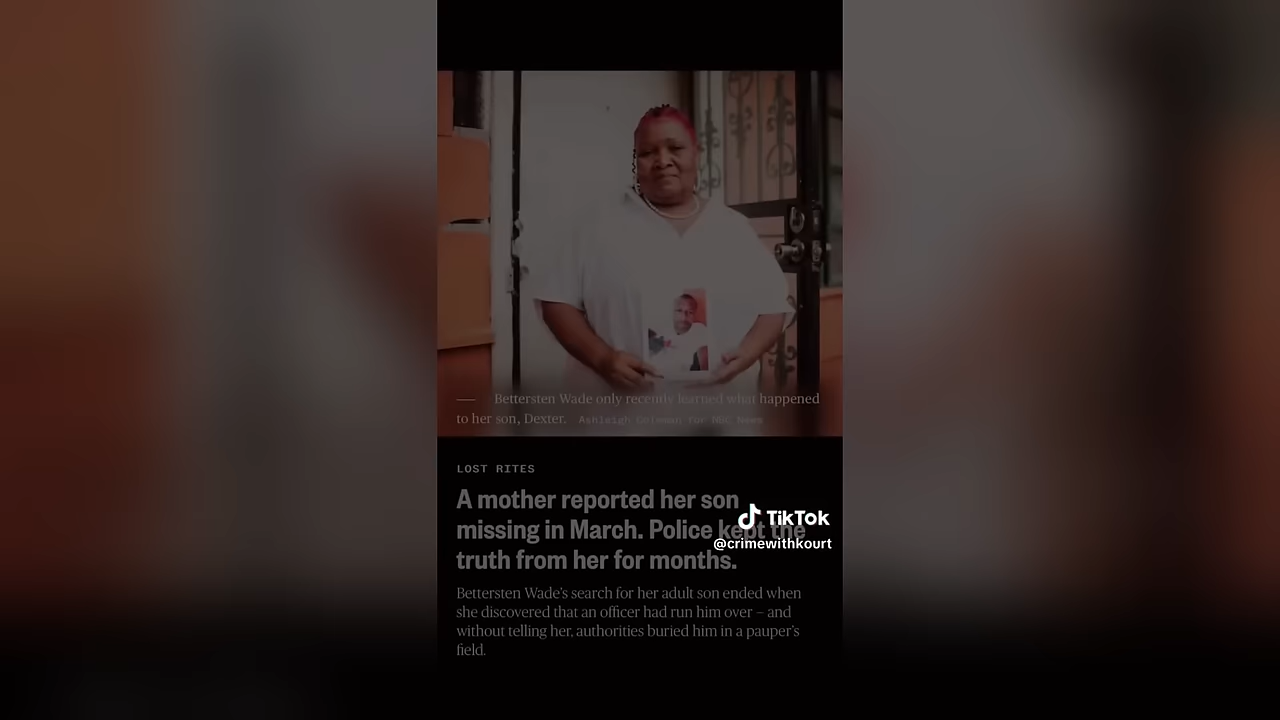 — Bettersten Wade only recently learned what happened
to her son, Dexter. Ashleigh Coleman for NBC News
LOST RITES
A mother reported her son
missing in March. Police kept the
truth from her for months.
TikTok
@crimewithkourt
Bettersten Wade's search for her adult son ended when
she discovered that an officer had run him over – and
without telling her, authorities buried him in a pauper's
field.